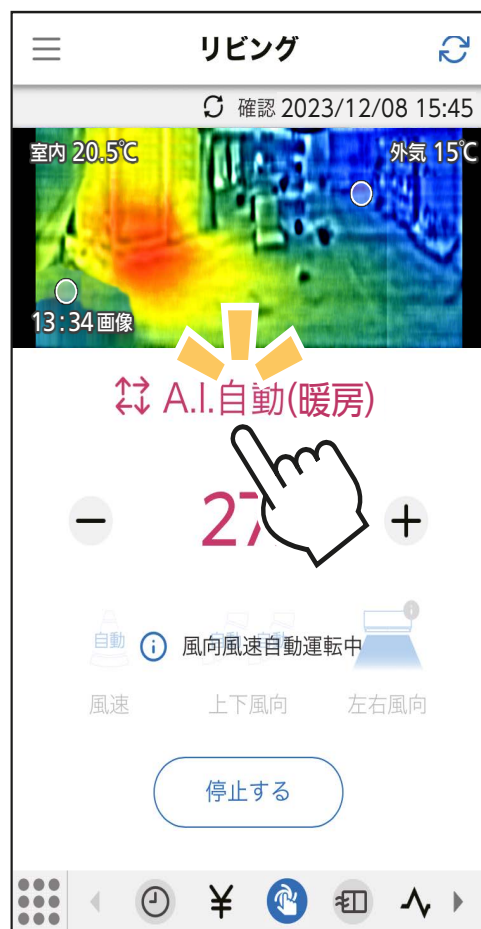 リビング
確認 2023/12/08 15:45
室内 20.5℃ 外気 15℃
13:34画像
A.I.自動(暖房)
− 27 +
自動 風向風速自動運転中
風速 上下風向 左右風向
停止する
¥